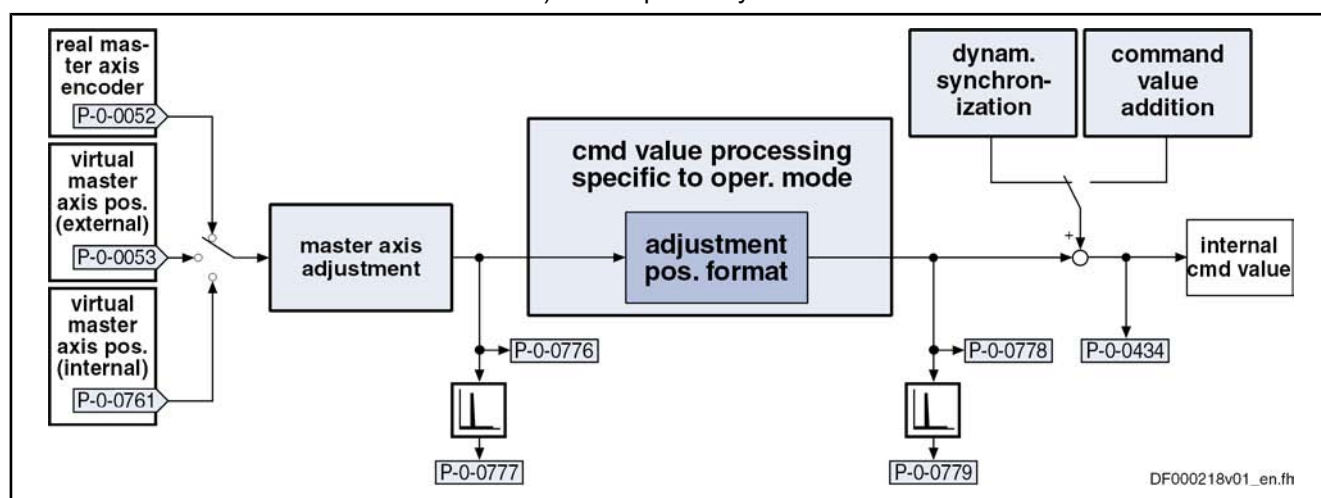 real mas-
ter axis
encoder
P-0-0052
virtual
master
axis pos.
(external)
P-0-0053
virtual
master
axis pos.
(internal)
P-0-0761
master axis
adjustment
P-0-0776
P-0-0777
cmd value processing
specific to oper. mode
adjustment
pos. format
P-0-0778
P-0-0779
dynam.
synchron-
ization
command
value
addition
+
P-0-0434
internal
cmd value
DF000218v01_en.fh